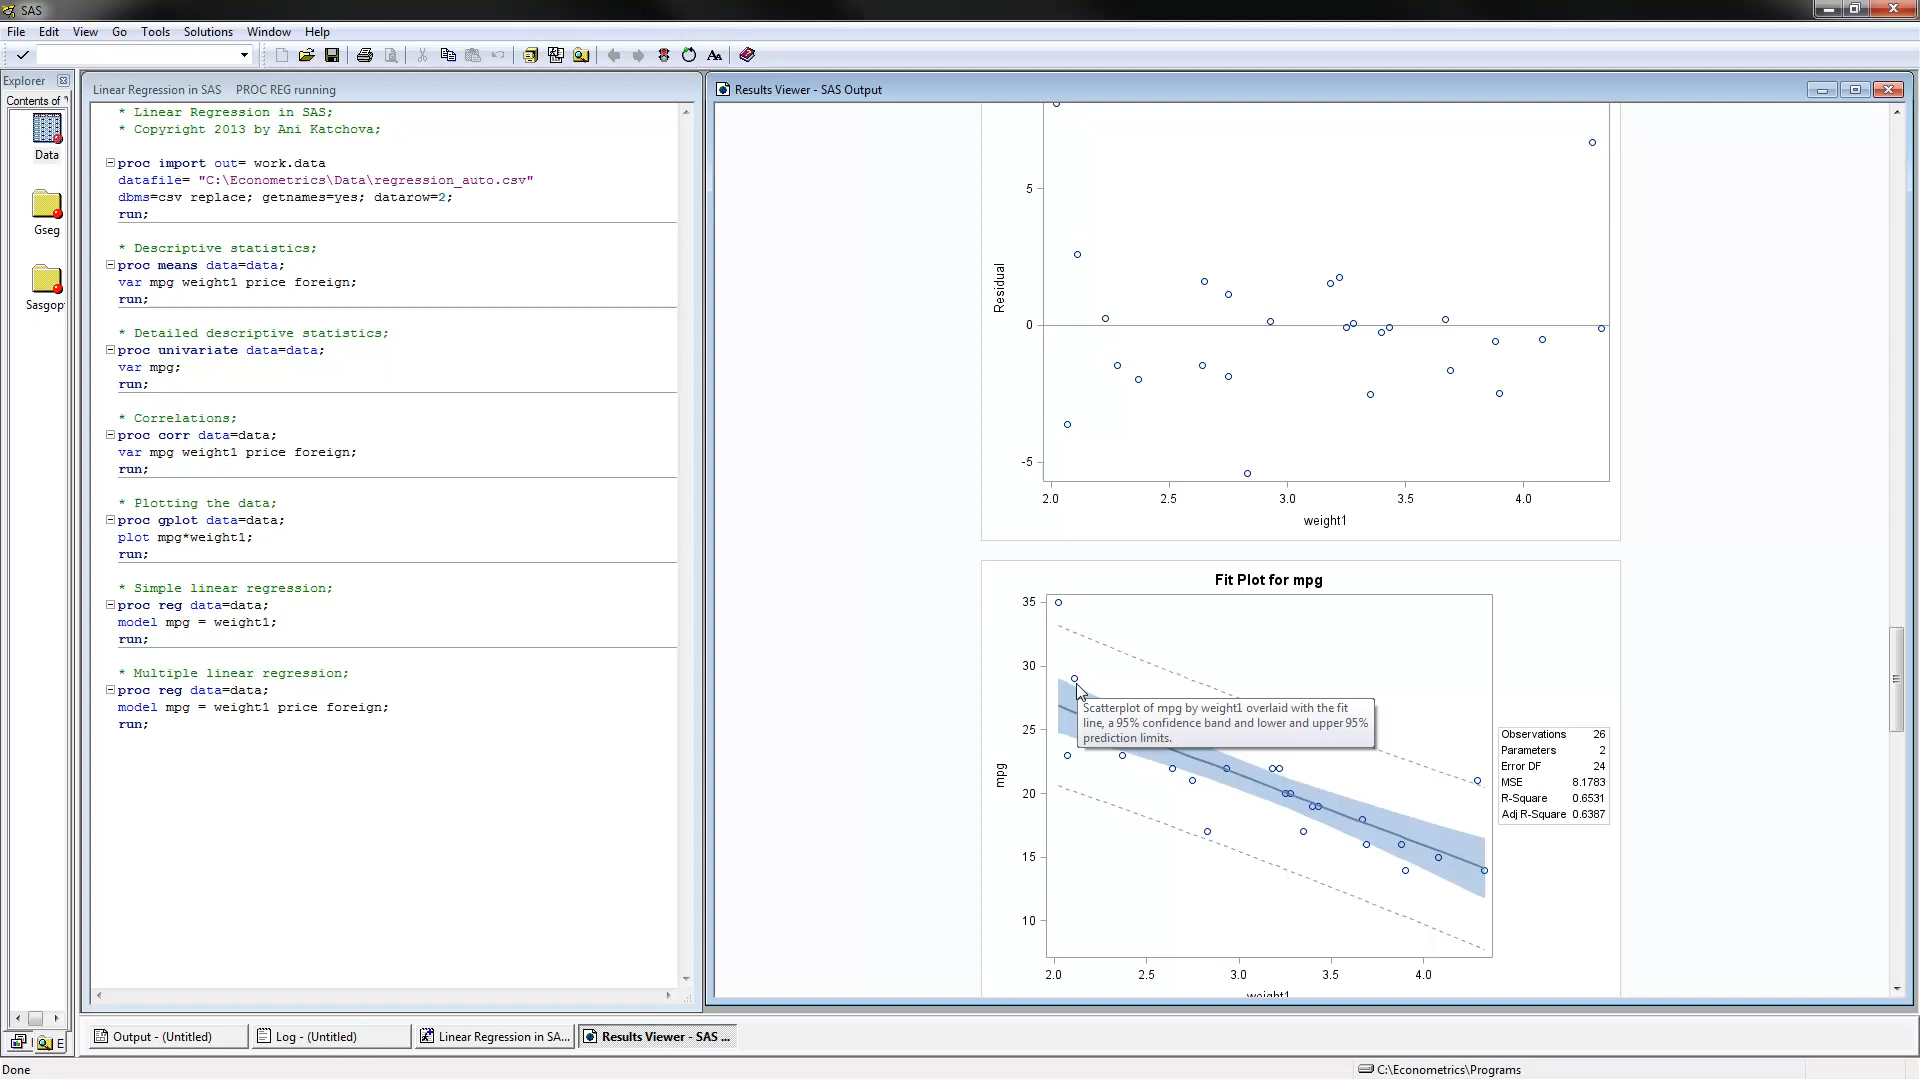 SAS
File Edit View Go Tools Solutions Window Help
Explorer
Contents of '
Data
Gseg
Sasgopt
Linear Regression in SAS PROC REG running
* Linear Regression in SAS;
* Copyright 2013 by Ani Katchova;
proc import out= work.data
datafile= "C:\Econometrics\Data\regression_auto.csv"
dbms=csv replace; getnames=yes; datarow=2;
run;
* Descriptive statistics;
proc means data=data;
var mpg weight1 price foreign;
run;
* Detailed descriptive statistics;
proc univariate data=data;
var mpg;
run;
* Correlations;
proc corr data=data;
var mpg weight1 price foreign;
run;
* Plotting the data;
proc gplot data=data;
plot mpg*weight1;
run;
* Simple linear regression;
proc reg data=data;
model mpg = weight1;
run;
* Multiple linear regression;
proc reg data=data;
model mpg = weight1 price foreign;
run;
Results Viewer - SAS Output
Residual
5
0
-5
2.0 2.5 3.0 3.5 4.0
weight1
Fit Plot for mpg
mpg
35
30
25
20
15
10
Scatterplot of mpg by weight1 overlaid with the fit
line, a 95% confidence band and lower and upper 95%
prediction limits.
Observations 26
Parameters 2
Error DF 24
MSE 8.1783
R-Square 0.6531
Adj R-Square 0.6387
2.0 2.5 3.0 3.5 4.0
weight1
E
Output - (Untitled)
Log - (Untitled)
Linear Regression in SA...
Results Viewer - SAS ...
Done
C:\Econometrics\Programs